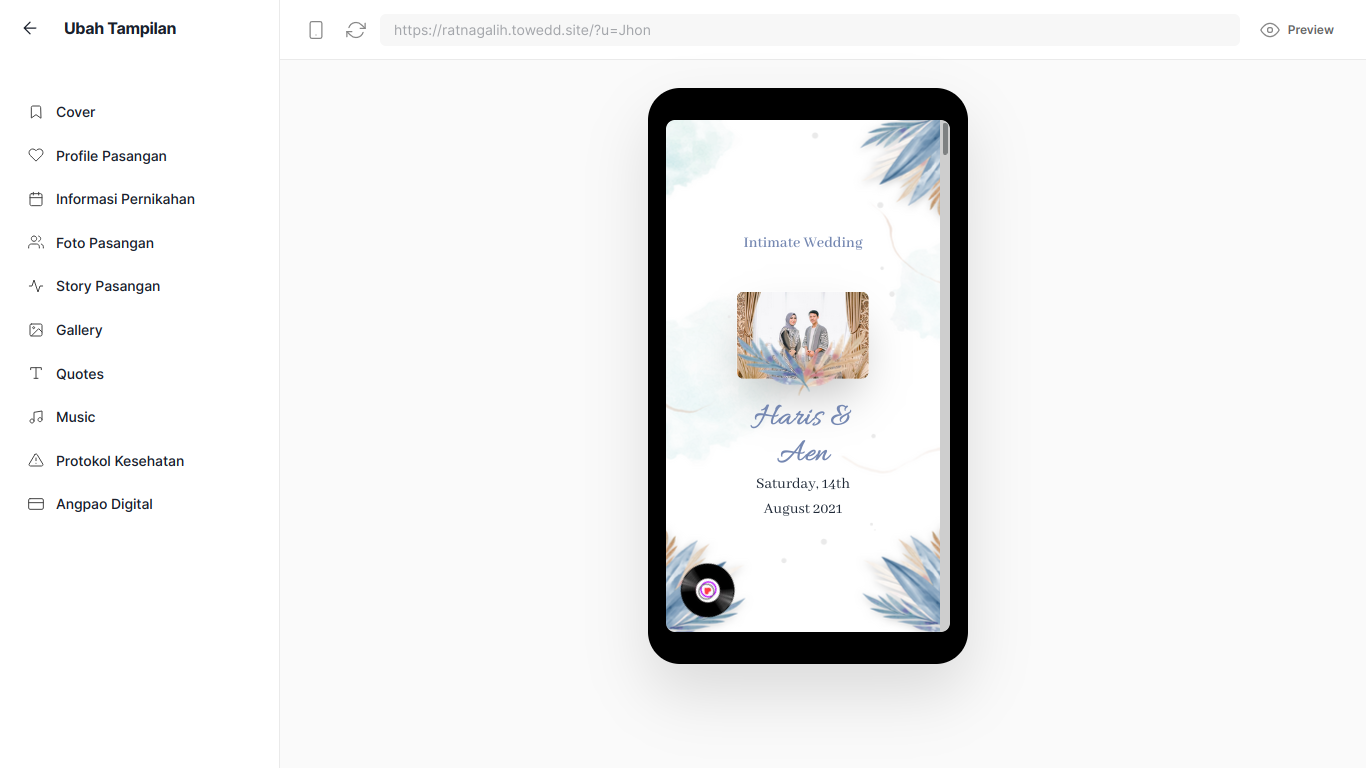 Ubah Tampilan
https://ratnagalih.towedd.site/?u=Jhon
Preview
Cover
Profile Pasangan
Informasi Pernikahan
Foto Pasangan
Story Pasangan
Gallery
Quotes
Music
Protokol Kesehatan
Angpao Digital
Intimate Wedding
Haris &
Aen
Saturday, 14th
August 2021